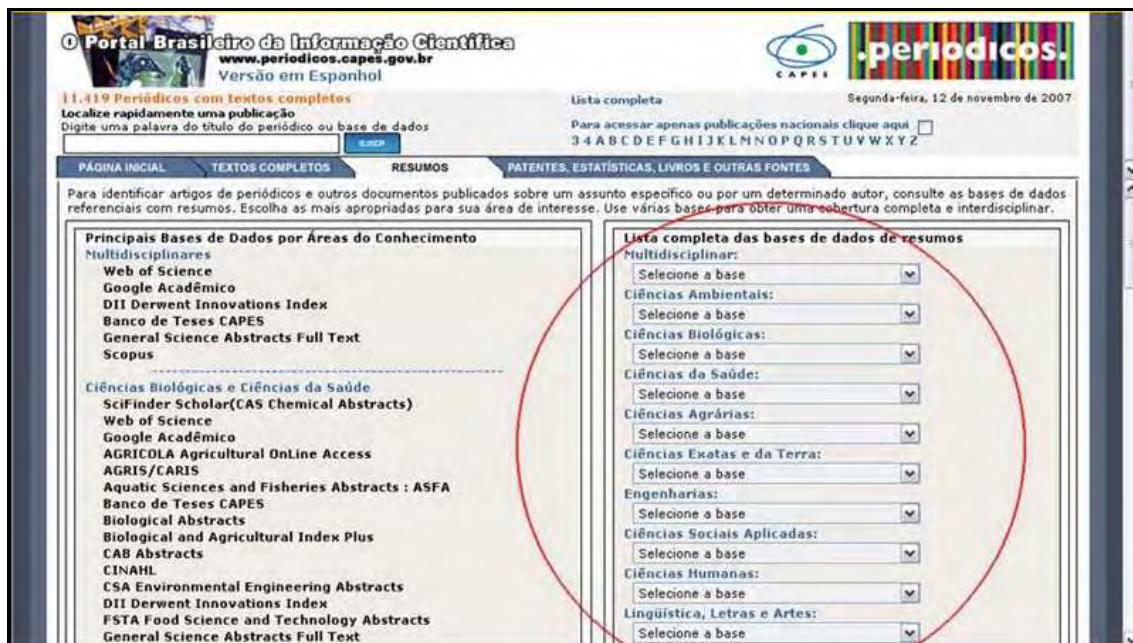 O Portal Brasileiro da Informação Científica
www.periodicos.capes.gov.br
Versão em Espanhol
CAPES
.periodicos.
11.419 Periódicos com textos completos
Localize rapidamente uma publicação
Digite uma palavra do título do periódico ou base de dados
Lista completa
Segunda-feira, 12 de novembro de 2007
Para acessar apenas publicações nacionais clique aqui
3 4 A B C D E F G H I J K L M N O P Q R S T U V W X Y Z
PÁGINA INICIAL
TEXTOS COMPLETOS
RESUMOS
PATENTES, ESTATÍSTICAS, LIVROS E OUTRAS FONTES
Para identificar artigos de periódicos e outros documentos publicados sobre um assunto específico ou por um determinado autor, consulte as bases de dados
referenciais com resumos. Escolha as mais apropriadas para sua área de interesse. Use várias bases para obter uma cobertura completa e interdisciplinar.
Principais Bases de Dados por Áreas do Conhecimento
Multidisciplinares
Web of Science
Google Acadêmico
DII Derwent Innovations Index
Banco de Teses CAPES
General Science Abstracts Full Text
Scopus
Ciências Biológicas e Ciências da Saúde
SciFinder Scholar(CAS Chemical Abstracts)
Web of Science
Google Acadêmico
AGRICOLA Agricultural OnLine Access
AGRIS/CARIS
Aquatic Sciences and Fisheries Abstracts : ASFA
Banco de Teses CAPES
Biological Abstracts
Biological and Agricultural Index Plus
CAB Abstracts
CINAHL
CSA Environmental Engineering Abstracts
DII Derwent Innovations Index
FSTA Food Science and Technology Abstracts
General Science Abstracts Full Text
Lista completa das bases de dados de resumos
Multidisciplinar:
Selecione a base
Ciências Ambientais:
Selecione a base
Ciências Biológicas:
Selecione a base
Ciências da Saúde:
Selecione a base
Ciências Agrárias:
Selecione a base
Ciências Exatas e da Terra:
Selecione a base
Engenharias:
Selecione a base
Ciências Sociais Aplicadas:
Selecione a base
Ciências Humanas:
Selecione a base
Lingüística, Letras e Artes:
Selecione a base